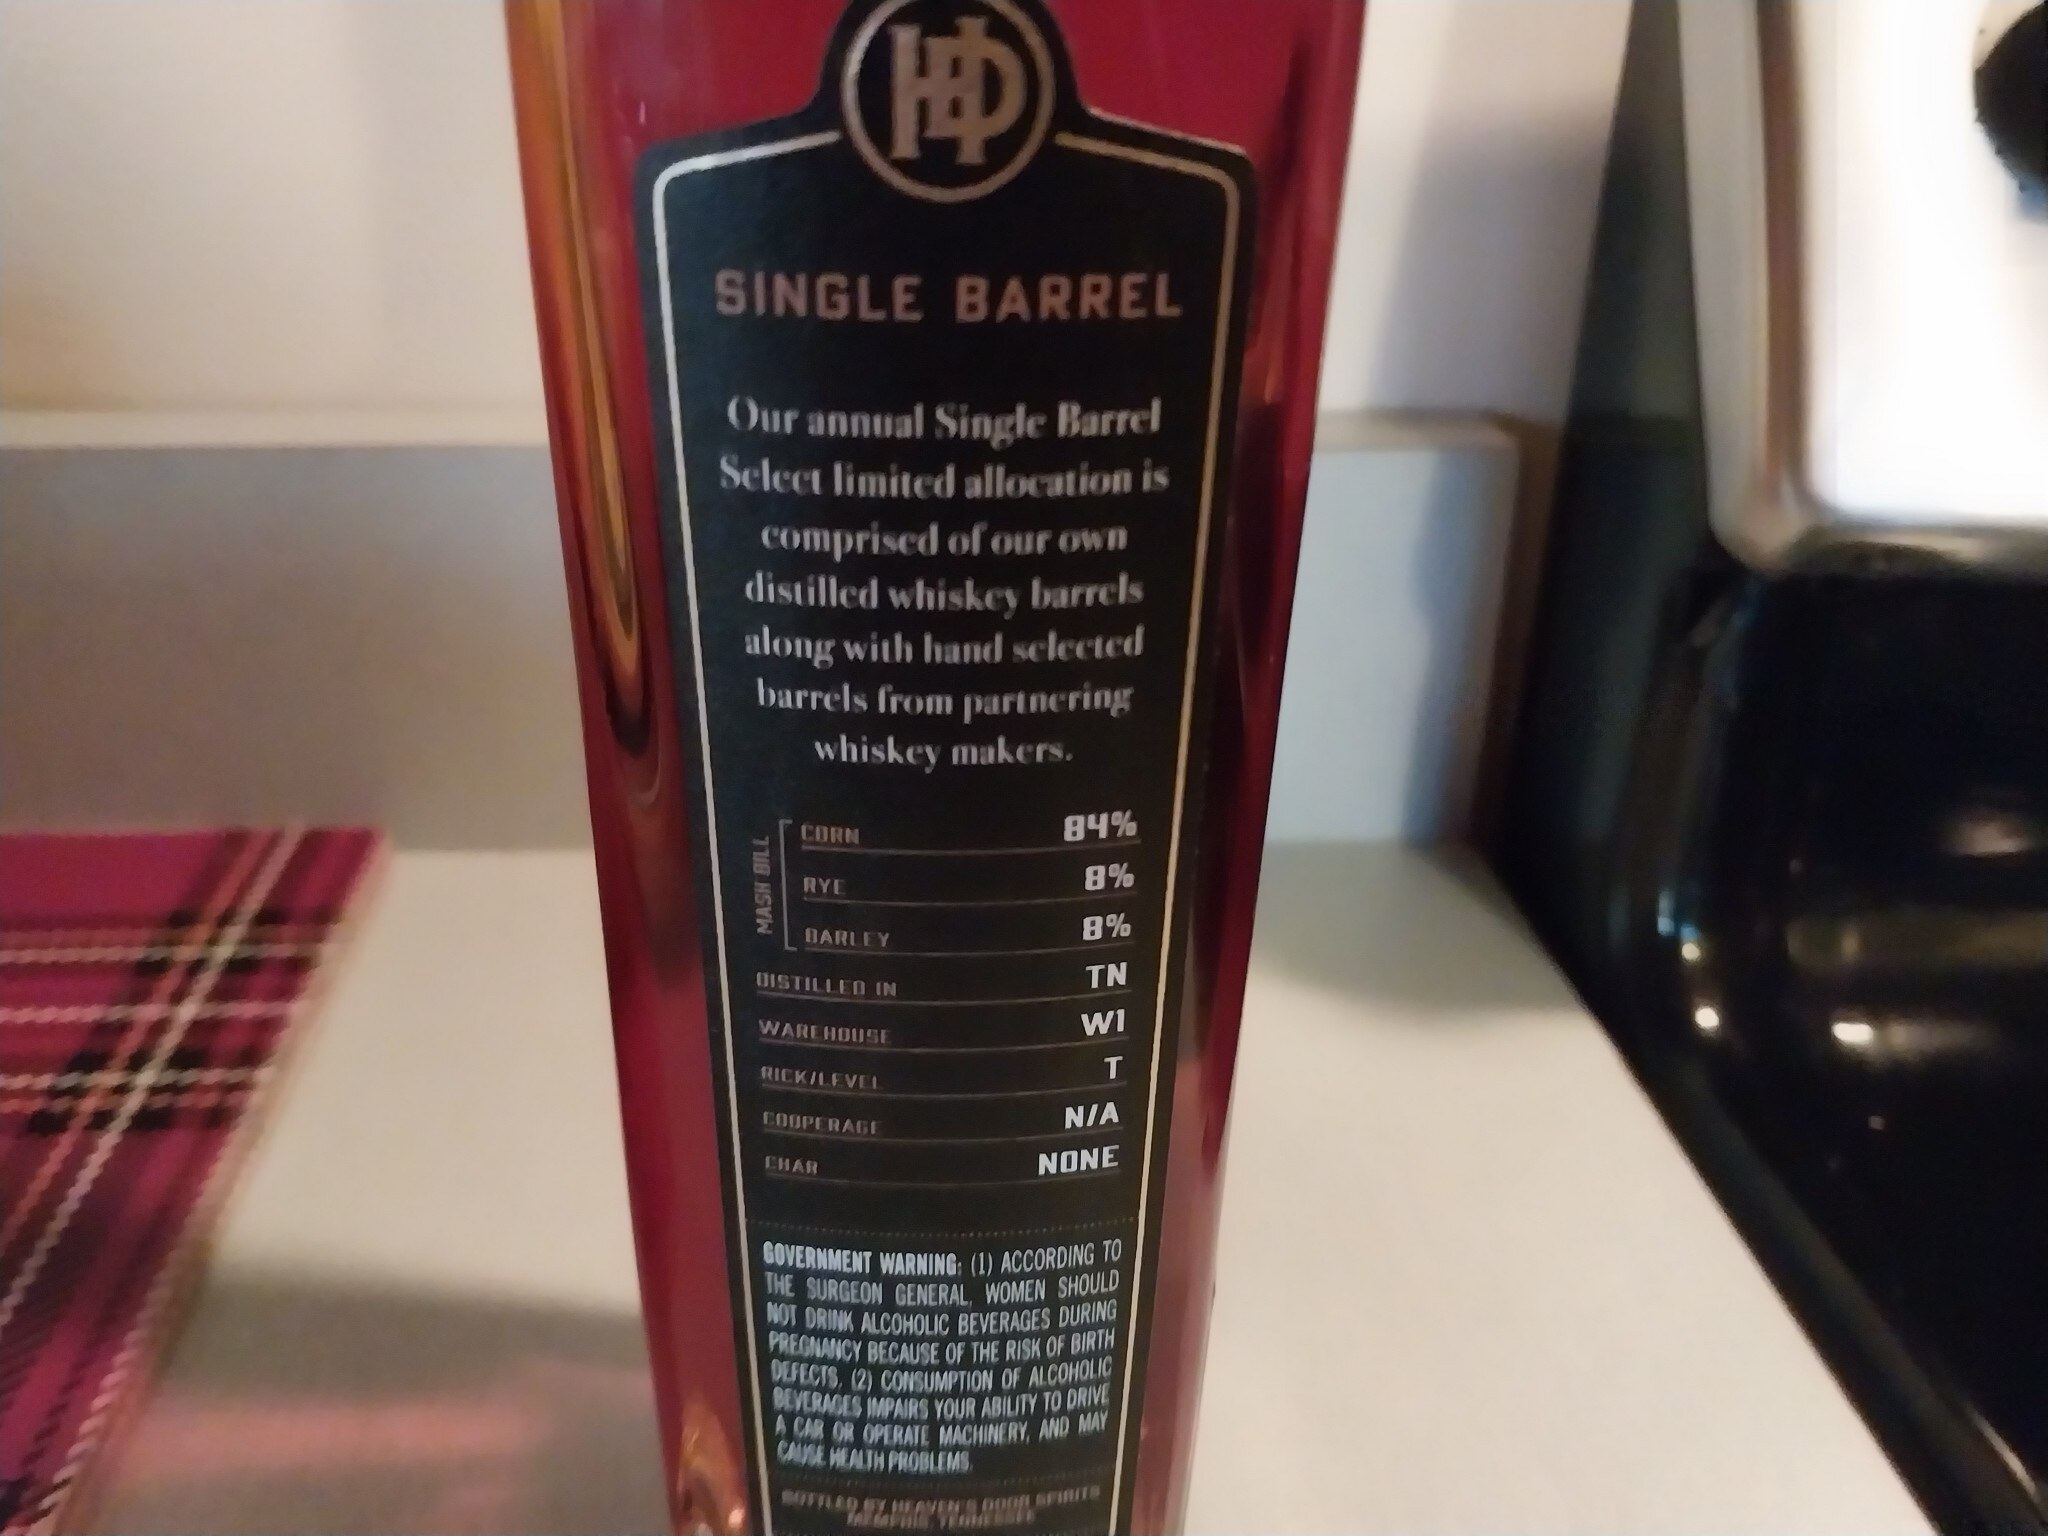 HD
SINGLE BARREL
Our annual Single Barrel
Select limited allocation is
comprised of our own
distilled whiskey barrels
along with hand selected
barrels from partnering
whiskey makers.
MASH BILL
CORN 84%
RYE 8%
BARLEY 8%
DISTILLED IN TN
WAREHOUSE W1
RICK/LEVEL T
COOPERAGE N/A
CHAR NONE
GOVERNMENT WARNING: (1) ACCORDING TO
THE SURGEON GENERAL, WOMEN SHOULD
NOT DRINK ALCOHOLIC BEVERAGES DURING
PREGNANCY BECAUSE OF THE RISK OF BIRTH
DEFECTS. (2) CONSUMPTION OF ALCOHOLIC
BEVERAGES IMPAIRS YOUR ABILITY TO DRIVE
A CAR OR OPERATE MACHINERY, AND MAY
CAUSE HEALTH PROBLEMS.
BOTTLED BY HEAVEN'S DOOR SPIRITS
MEMPHIS, TENNESSEE